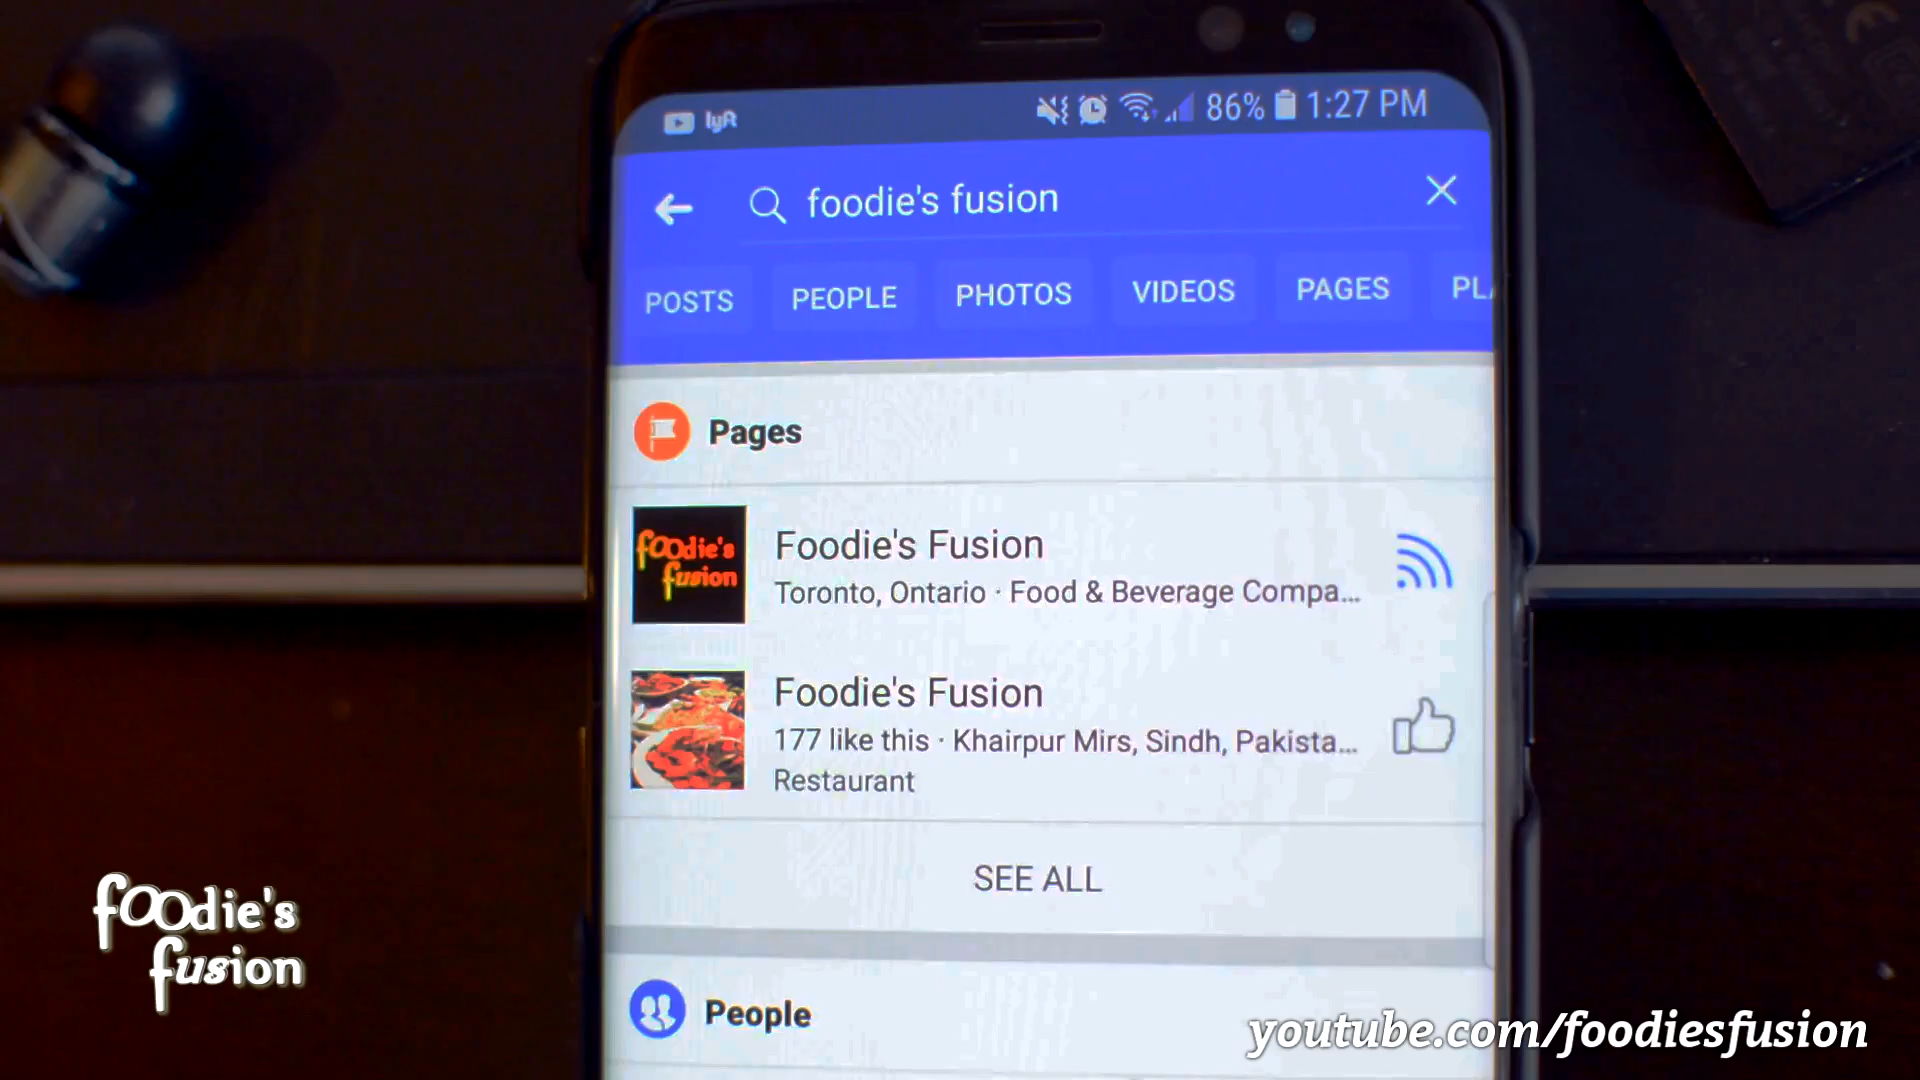 lyft 86% 1:27 PM
foodie's fusion
POSTS PEOPLE PHOTOS VIDEOS PAGES PLA
Pages
foodie's
fusion
Foodie's Fusion
Toronto, Ontario · Food & Beverage Compa...
Foodie's Fusion
177 like this · Khairpur Mirs, Sindh, Pakista...
Restaurant
SEE ALL
People
foodie's
fusion
youtube.com/foodiesfusion